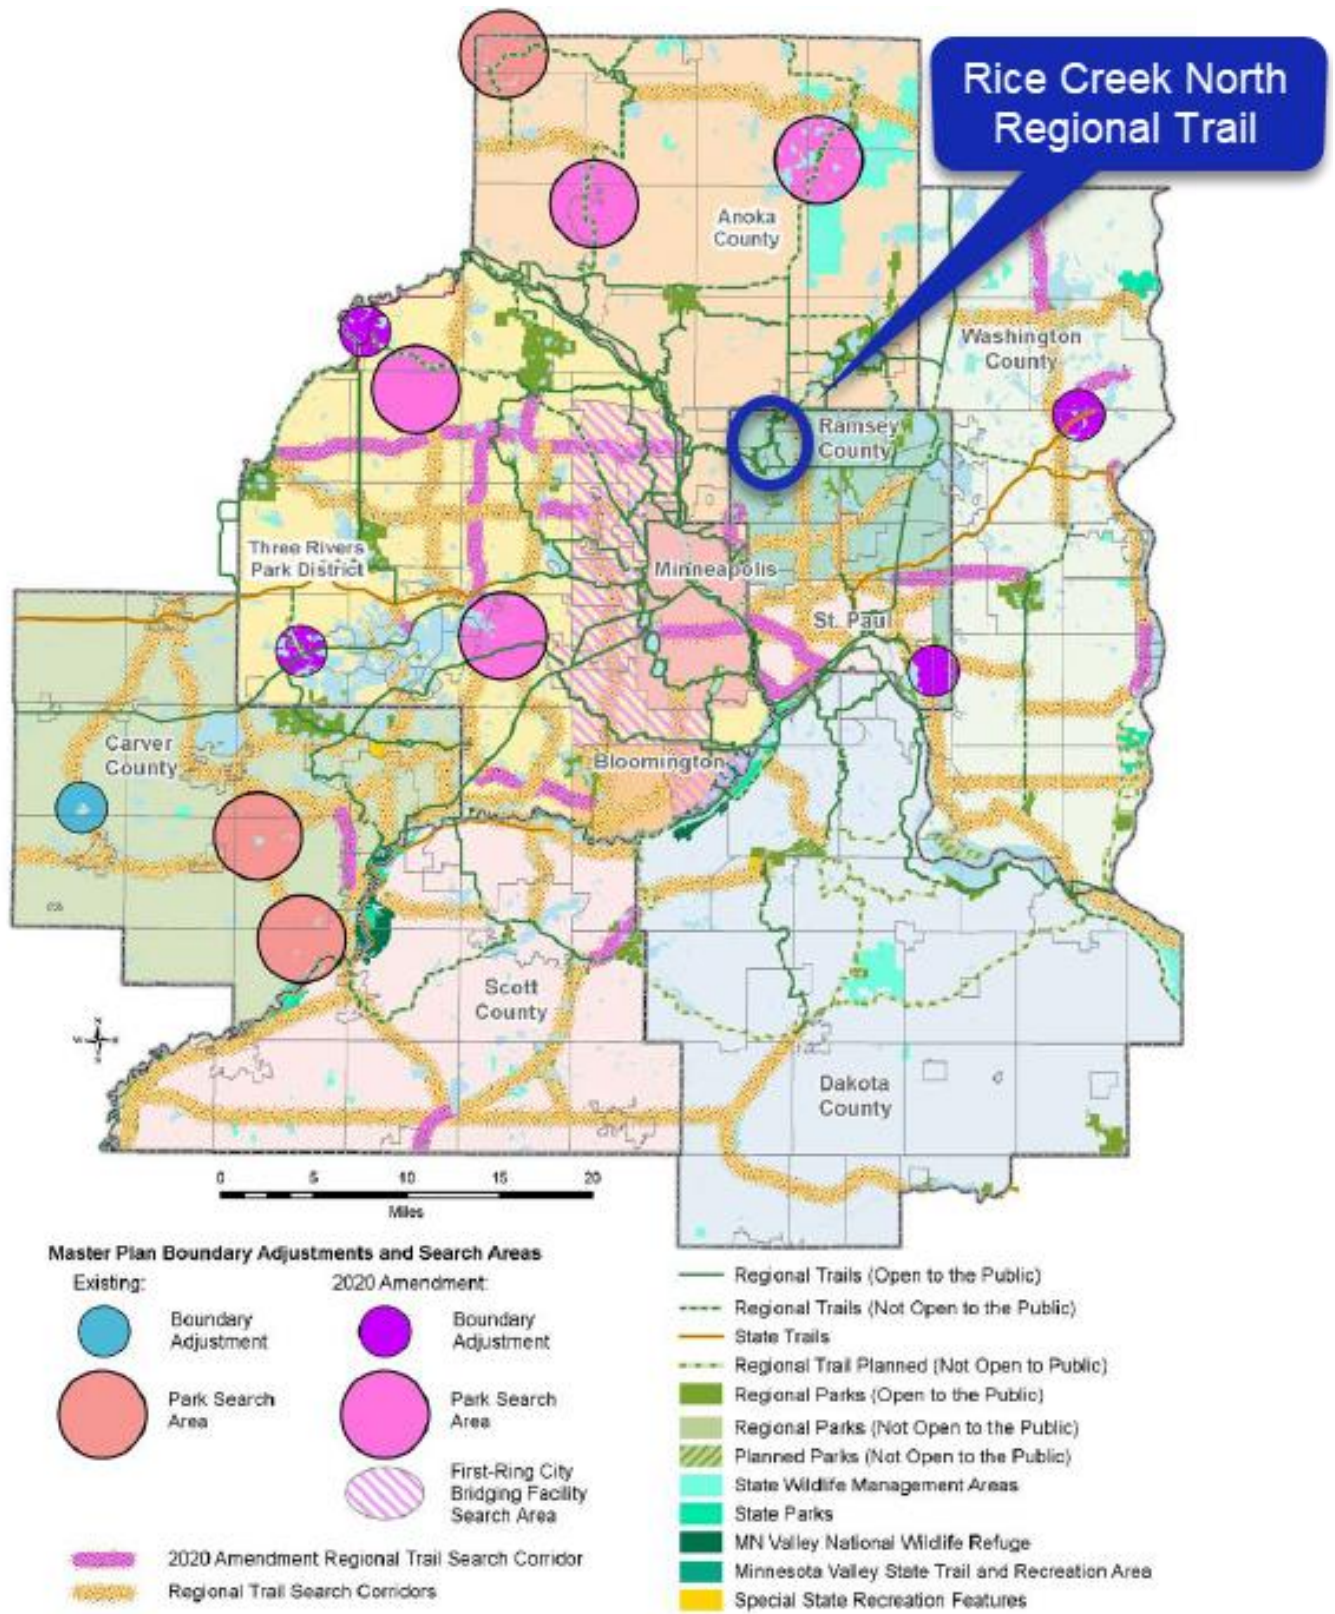 Rice Creek North
Regional Trail
Anoka
County
Washington
County
Ramsey
County
Three Rivers
Park District
Minneapolis
St. Paul
Carver
County
Bloomington
Scott
County
Dakota
County
0 5 10 15 20
Miles
Master Plan Boundary Adjustments and Search Areas
Existing:
Boundary
Adjustment
Park Search
Area
2020 Amendment:
Boundary
Adjustment
Park Search
Area
First-Ring City
Bridging Facility
Search Area
2020 Amendment Regional Trail Search Corridor
Regional Trail Search Corridors
Regional Trails (Open to the Public)
Regional Trails (Not Open to the Public)
State Trails
Regional Trail Planned (Not Open to Public)
Regional Parks (Open to the Public)
Regional Parks (Not Open to the Public)
Planned Parks (Not Open to the Public)
State Wildlife Management Areas
State Parks
MN Valley National Wildlife Refuge
Minnesota Valley State Trail and Recreation Area
Special State Recreation Features